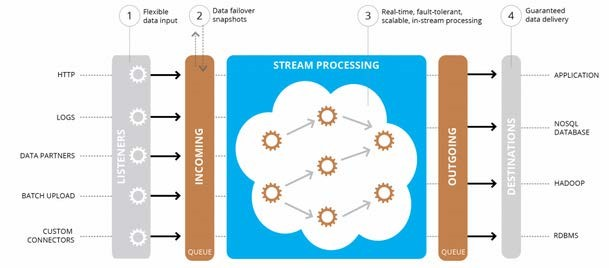 1
Flexible
data input
2
Data failover
snapshots
3
Real-time, fault-tolerant,
scalable, in-stream processing
4
Guaranteed
data delivery
HTTP
LOGS
DATA PARTNERS
BATCH UPLOAD
CUSTOM
CONNECTORS
LISTENERS
INCOMING
QUEUE
STREAM PROCESSING
OUTGOING
QUEUE
DESTINATIONS
APPLICATION
NOSQL
DATABASE
HADOOP
RDBMS